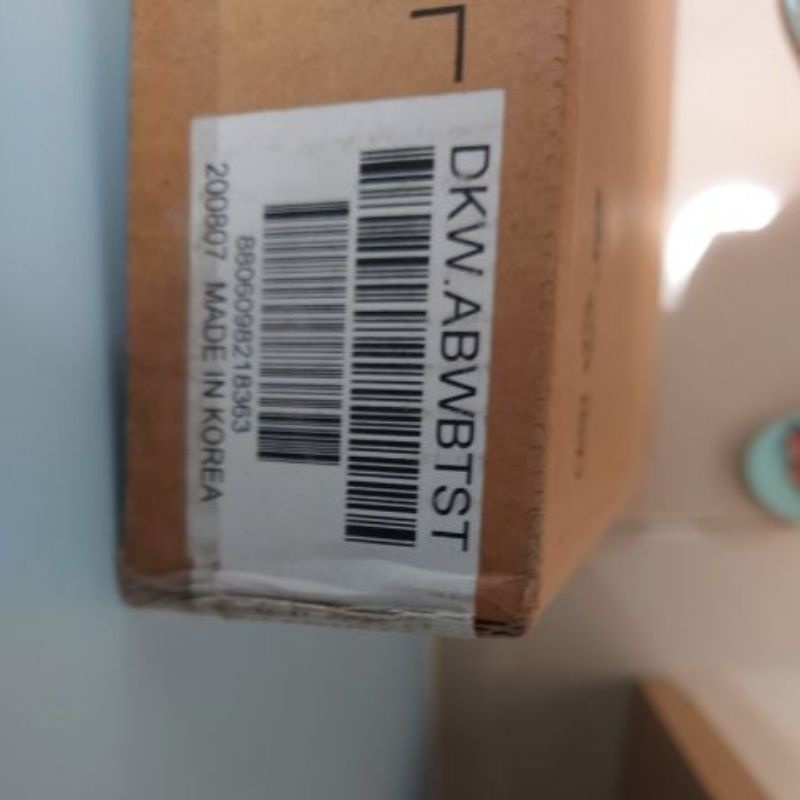 DKW.ABWBTST
8806098218363
200807 MADE IN KOREA